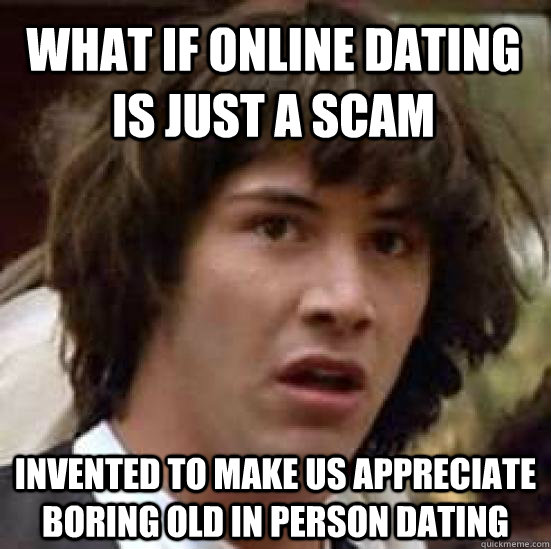 WHAT IF ONLINE DATING
IS JUST A SCAM
INVENTED TO MAKE US APPRECIATE
BORING OLD IN PERSON DATING
quickmeme.com